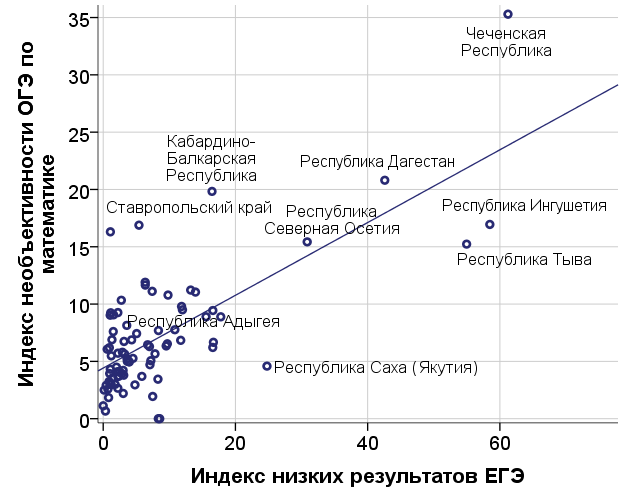 35
30
25
20
15
10
5
0
Индекс необъективности ОГЭ по
математике
Чеченская
Республика
Кабардино-
Балкарская
Республика
Республика Дагестан
Ставропольский край
Республика
Северная Осетия
Республика Ингушетия
Республика Тыва
Республика Адыгея
Республика Саха (Якутия)
0 20 40 60
Индекс низких результатов ЕГЭ